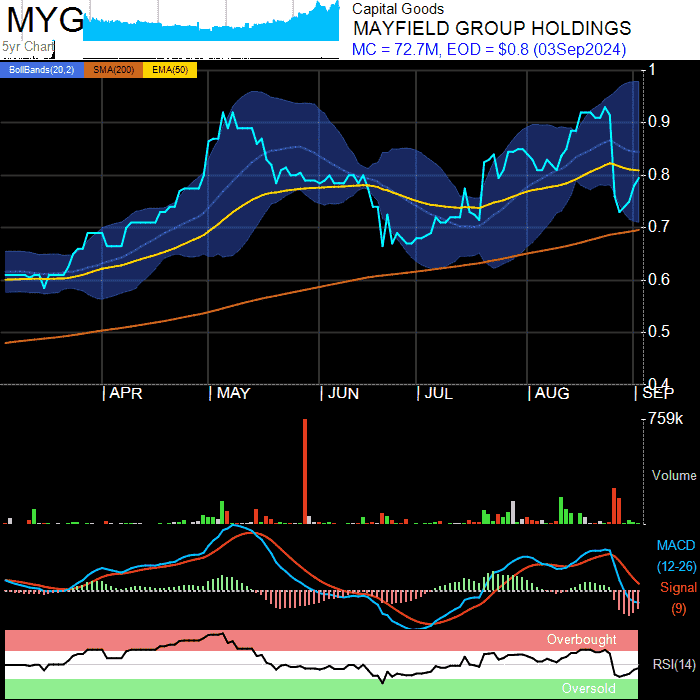 MYG
5yr Chart
Capital Goods
MAYFIELD GROUP HOLDINGS
MC = 72.7M, EOD = $0.8 (03Sep2024)
BollBands(20,2) SMA(200) EMA(50)
1
0.9
0.8
0.7
0.6
0.5
0.4
APR MAY JUN JUL AUG SEP
759k
Volume
MACD
(12-26)
Signal
(9)
Overbought
RSI(14)
Oversold